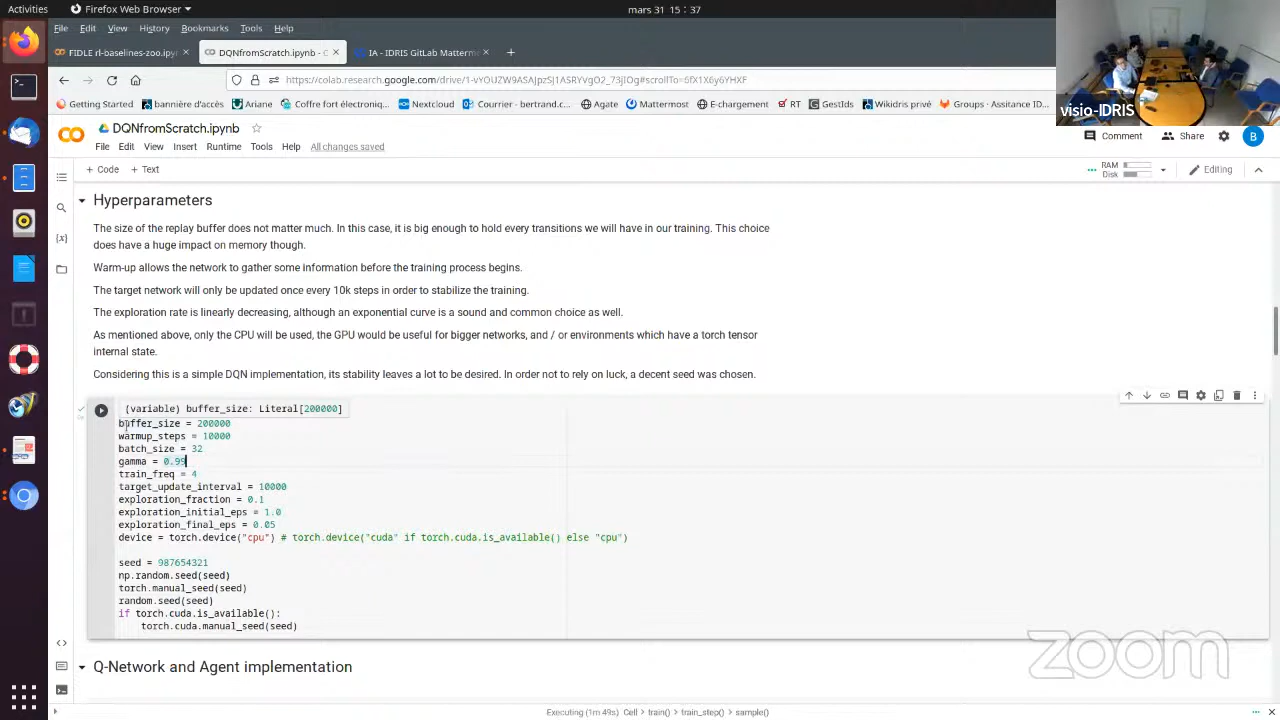 Activities
Firefox Web Browser
mars 31 15 : 37
File Edit View History Bookmarks Tools Help
FIDLE rl-baselines-zoo.ipy
DQNfromScratch.ipynb - C
IA - IDRIS GitLab Matterm
Getting Started
bannière d'accès
Ariane
Coffre fort électroniq…
Nextcloud
Courrier - bertrand.c…
Agate
Mattermost
E-chargement
RT
GestIds
Wikidris privé
Groups - Assitance ID…
visio-IDRIS
DQNfromScratch.ipynb
File Edit View Insert Runtime Tools Help All changes saved
Comment
Share
B
+ Code + Text
RAM
Disk
Editing
Hyperparameters
The size of the replay buffer does not matter much. In this case, it is big enough to hold every transitions we will have in our training. This choice
does have a huge impact on memory though.
Warm-up allows the network to gather some information before the training process begins.
The target network will only be updated once every 10k steps in order to stabilize the training.
The exploration rate is linearly decreasing, although an exponential curve is a sound and common choice as well.
As mentioned above, only the CPU will be used, the GPU would be useful for bigger networks, and / or environments which have a torch tensor
internal state.
Considering this is a simple DQN implementation, its stability leaves a lot to be desired. In order not to rely on luck, a decent seed was chosen.
(variable) buffer_size: Literal[200000]
buffer_size = 200000
warmup_steps = 10000
batch_size = 32
gamma = 0.99
train_freq = 4
target_update_interval = 10000
exploration_fraction = 0.1
exploration_initial_eps = 1.0
exploration_final_eps = 0.05
device = torch.device("cpu") # torch.device("cuda" if torch.cuda.is_available() else "cpu")
seed = 987654321
np.random.seed(seed)
torch.manual_seed(seed)
random.seed(seed)
if torch.cuda.is_available():
torch.cuda.manual_seed(seed)
Q-Network and Agent implementation
zoom
Executing (1m 49s) Cell > train() > train_step() > sample()